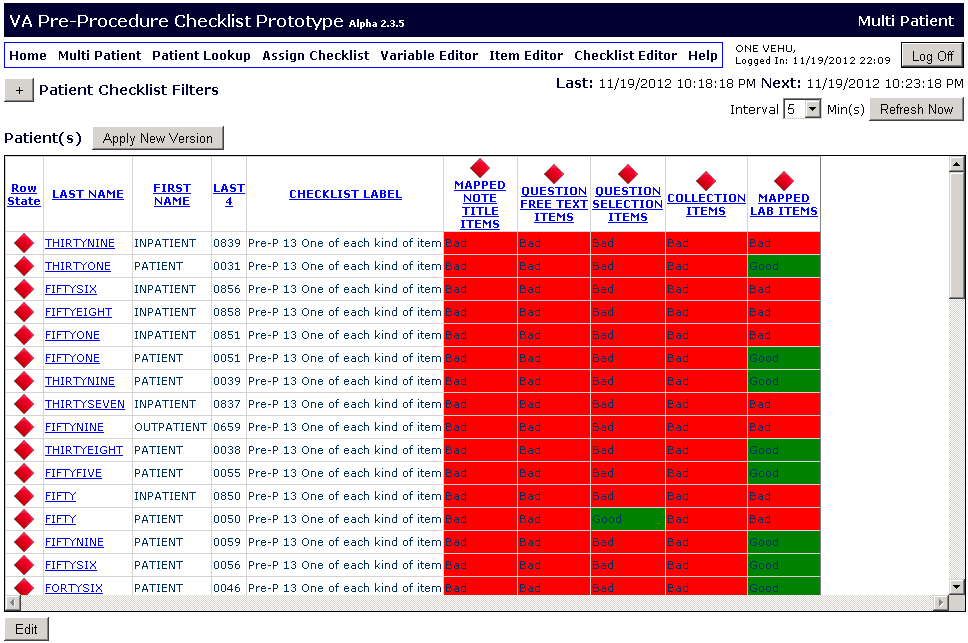 VA Pre-Procedure Checklist Prototype Alpha 2.3.5 Multi Patient
Home Multi Patient Patient Lookup Assign Checklist Variable Editor Item Editor Checklist Editor Help
ONE VEHU,
Logged In: 11/19/2012 22:09
Log Off
+ Patient Checklist Filters
Last: 11/19/2012 10:18:18 PM Next: 11/19/2012 10:23:18 PM
Interval 5 Min(s) Refresh Now
Patient(s) Apply New Version
Row State LAST NAME FIRST NAME LAST 4 CHECKLIST LABEL MAPPED NOTE TITLE ITEMS QUESTION FREE TEXT ITEMS QUESTION SELECTION ITEMS COLLECTION ITEMS MAPPED LAB ITEMS
THIRTYNINE INPATIENT 0839 Pre-P 13 One of each kind of item Bad Bad Bad Bad Bad
THIRTYONE PATIENT 0031 Pre-P 13 One of each kind of item Bad Bad Bad Bad Good
FIFTYSIX INPATIENT 0856 Pre-P 13 One of each kind of item Bad Bad Bad Bad Bad
FIFTYEIGHT INPATIENT 0858 Pre-P 13 One of each kind of item Bad Bad Bad Bad Bad
FIFTYONE INPATIENT 0851 Pre-P 13 One of each kind of item Bad Bad Bad Bad Bad
FIFTYONE PATIENT 0051 Pre-P 13 One of each kind of item Bad Bad Bad Bad Good
THIRTYNINE PATIENT 0039 Pre-P 13 One of each kind of item Bad Bad Bad Bad Good
THIRTYSEVEN INPATIENT 0837 Pre-P 13 One of each kind of item Bad Bad Bad Bad Bad
FIFTYNINE OUTPATIENT 0659 Pre-P 13 One of each kind of item Bad Bad Bad Bad Bad
THIRTYEIGHT PATIENT 0038 Pre-P 13 One of each kind of item Bad Bad Bad Bad Good
FIFTYFIVE PATIENT 0055 Pre-P 13 One of each kind of item Bad Bad Bad Bad Good
FIFTY INPATIENT 0850 Pre-P 13 One of each kind of item Bad Bad Bad Bad Bad
FIFTY PATIENT 0050 Pre-P 13 One of each kind of item Bad Bad Good Bad Bad
FIFTYNINE PATIENT 0059 Pre-P 13 One of each kind of item Bad Bad Bad Bad Good
FIFTYSIX PATIENT 0056 Pre-P 13 One of each kind of item Bad Bad Bad Bad Good
FORTYSIX PATIENT 0046 Pre-P 13 One of each kind of item Bad Bad Bad Bad Good
Edit